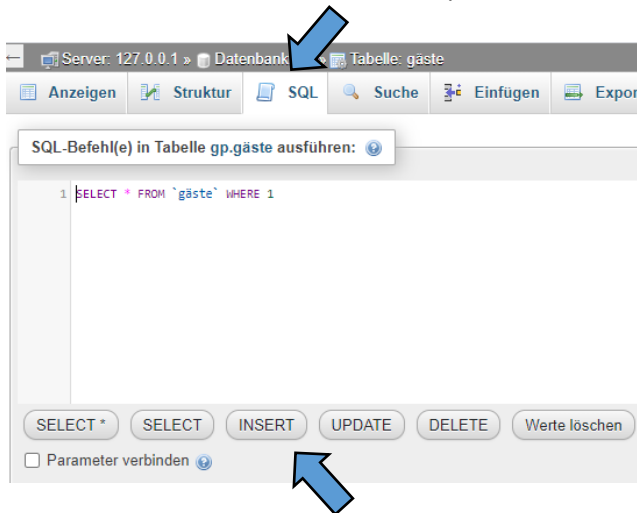 ← Server: 127.0.0.1 » Datenbank » Tabelle: gäste
Anzeigen Struktur SQL Suche Einfügen Expor
SQL-Befehl(e) in Tabelle gp.gäste ausführen:
1 SELECT * FROM `gäste` WHERE 1
SELECT * SELECT INSERT UPDATE DELETE Werte löschen
Parameter verbinden